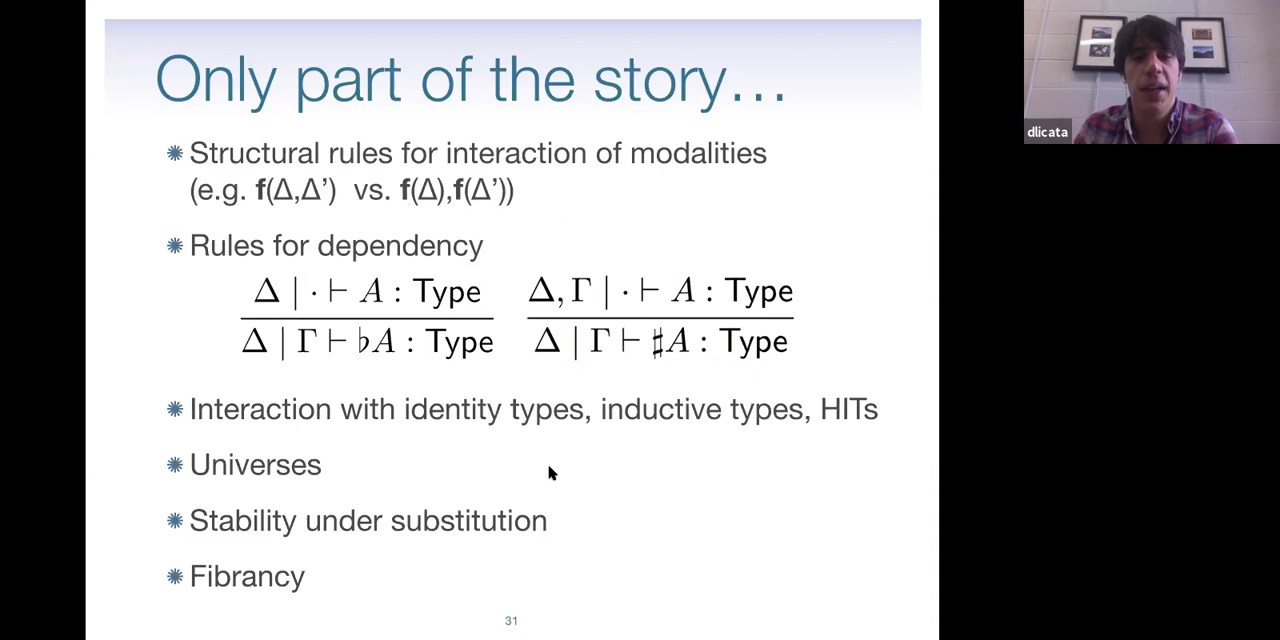 Only part of the story…
✷ Structural rules for interaction of modalities
(e.g. f(Δ,Δ’) vs. f(Δ),f(Δ’))
✷ Rules for dependency
Δ | · ⊢ A : Type
Δ, Γ | · ⊢ A : Type
Δ | Γ ⊢ ♭A : Type
Δ | Γ ⊢ ♯A : Type
✷ Interaction with identity types, inductive types, HITs
✷ Universes
✷ Stability under substitution
✷ Fibrancy
31
dlicata